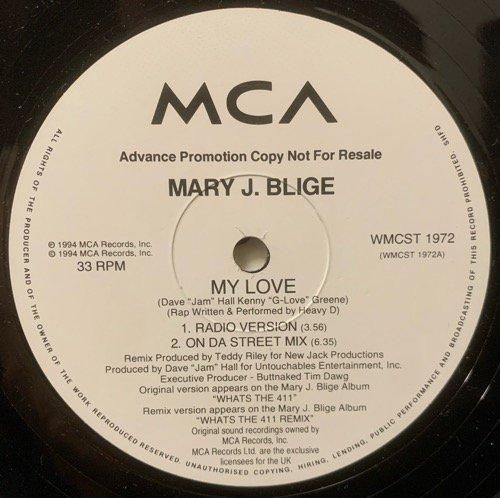 MCA
Advance Promotion Copy Not For Resale
MARY J. BLIGE
℗ 1994 MCA Records, Inc.
© 1994 MCA Records, Inc.
33 RPM
WMCST 1972
(WMCST 1972A)
MY LOVE
(Dave "Jam" Hall Kenny "G-Love" Greene)
(Rap Written & Performed by Heavy D)
1. RADIO VERSION (3.56)
2. ON DA STREET MIX (6.35)
Remix Produced by Teddy Riley for New Jack Productions
Produced by Dave "Jam" Hall for Untouchables Entertainment, Inc.
Executive Producer - Buttnaked Tim Dawg
Original version appears on the Mary J. Blige Album
"WHATS THE 411"
Remix version appears on the Mary J. Blige Album
"WHATS THE 411 REMIX"
Original sound recordings owned by
MCA Records, Inc.
MCA Records Ltd. are the exclusive
licensees for the UK
ALL RIGHTS OF THE PRODUCER AND OF THE OWNER OF THE WORK REPRODUCED RESERVED. UNAUTHORISED COPYING, HIRING, LENDING, PUBLIC PERFORMANCE AND BROADCASTING OF THIS RECORD PROHIBITED. SHFD